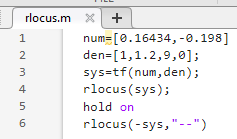 rlocus.m
1 num=[0.16434,-0.198]
2 den=[1,1.2,9,0];
3 sys=tf(num,den);
4 rlocus(sys);
5 hold on
6 rlocus(-sys,"--")